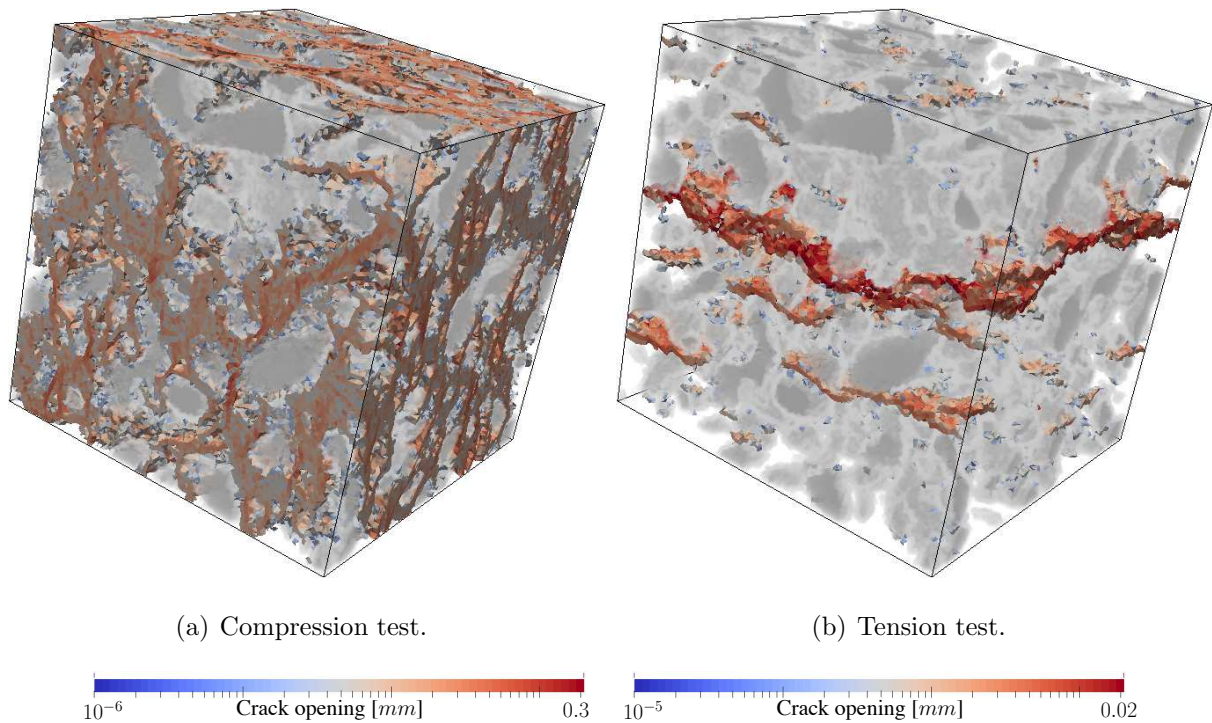 (a) Compression test.
(b) Tension test.
10^-6 Crack opening [mm] 0.3
10^-5 Crack opening [mm] 0.02